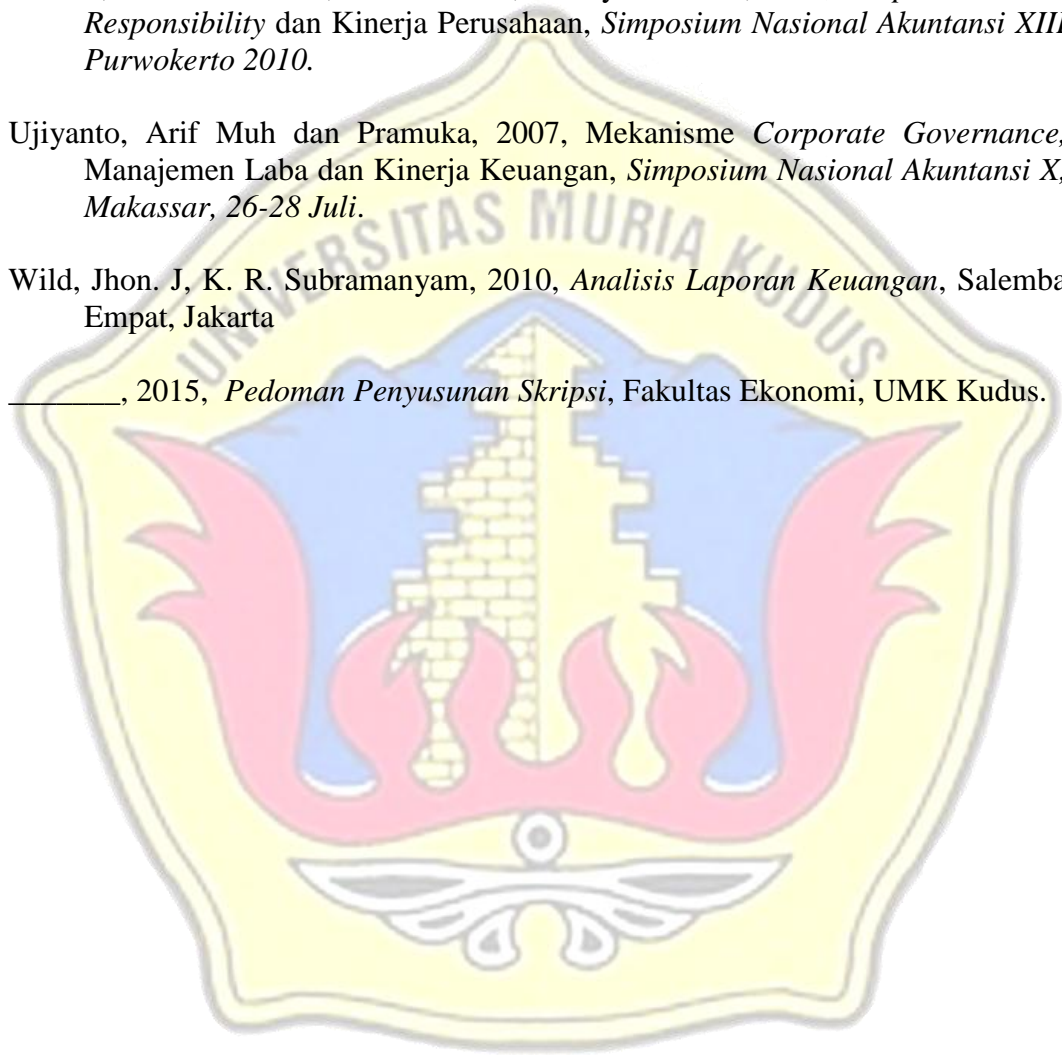 Responsibility dan Kinerja Perusahaan, Simposium Nasional Akuntansi XIII
Purwokerto 2010.
Ujiyanto, Arif Muh dan Pramuka, 2007, Mekanisme Corporate Governance,
Manajemen Laba dan Kinerja Keuangan, Simposium Nasional Akuntansi X,
Makassar, 26-28 Juli.
UNIVERSITAS MURIA KUDUS
Wild, Jhon. J, K. R. Subramanyam, 2010, Analisis Laporan Keuangan, Salemba
Empat, Jakarta
_______, 2015, Pedoman Penyusunan Skripsi, Fakultas Ekonomi, UMK Kudus.